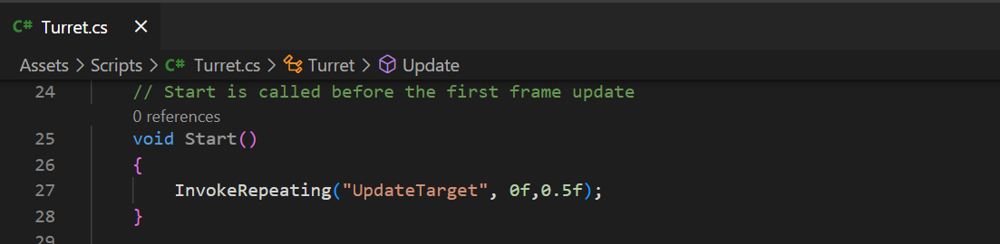 C# Turret.cs ×
Assets > Scripts > C# Turret.cs > Turret > Update
24 // Start is called before the first frame update
0 references
25 void Start()
26 {
27 InvokeRepeating("UpdateTarget", 0f,0.5f);
28 }
29